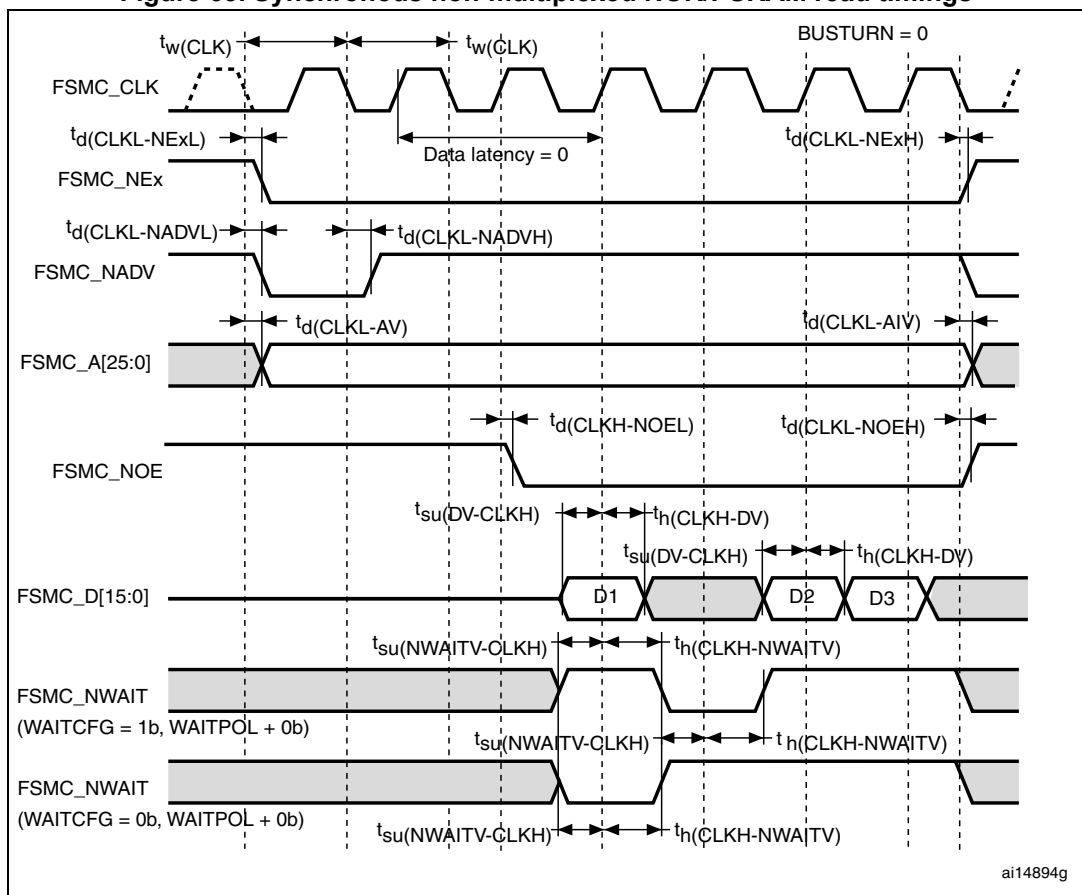 Figure 63. Synchronous non-multiplexed NOR/PSRAM read timings
tw(CLK) tw(CLK) BUSTURN = 0
FSMC_CLK
td(CLKL-NExL) Data latency = 0 td(CLKL-NExH)
FSMC_NEx
td(CLKL-NADVL) td(CLKL-NADVH)
FSMC_NADV
td(CLKL-AV) td(CLKL-AIV)
FSMC_A[25:0]
td(CLKH-NOEL) td(CLKL-NOEH)
FSMC_NOE
tsu(DV-CLKH) th(CLKH-DV)
tsu(DV-CLKH) th(CLKH-DV)
FSMC_D[15:0] D1 D2 D3
tsu(NWAITV-CLKH) th(CLKH-NWAITV)
FSMC_NWAIT
(WAITCFG = 1b, WAITPOL + 0b)
tsu(NWAITV-CLKH) th(CLKH-NWAITV)
FSMC_NWAIT
(WAITCFG = 0b, WAITPOL + 0b)
tsu(NWAITV-CLKH) th(CLKH-NWAITV)
ai14894g